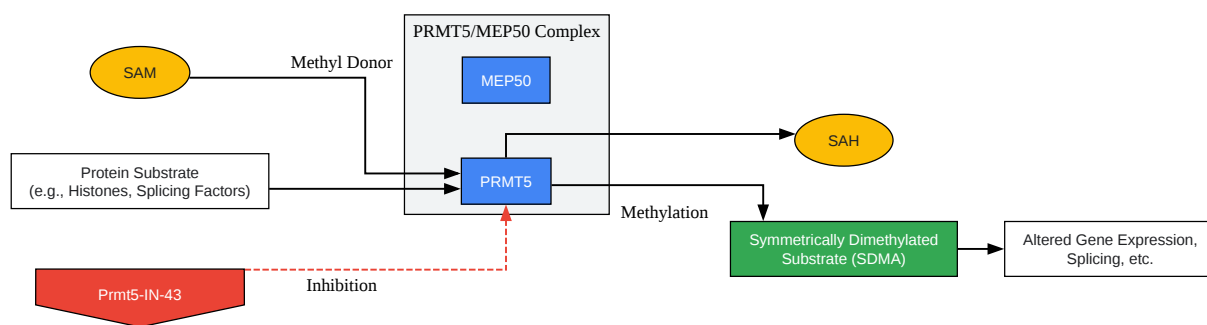 PRMT5/MEP50 Complex
SAM
Methyl Donor
MEP50
SAH
Protein Substrate
(e.g., Histones, Splicing Factors)
PRMT5
Methylation
Symmetrically Dimethylated
Substrate (SDMA)
Altered Gene Expression,
Splicing, etc.
Prmt5-IN-43
Inhibition